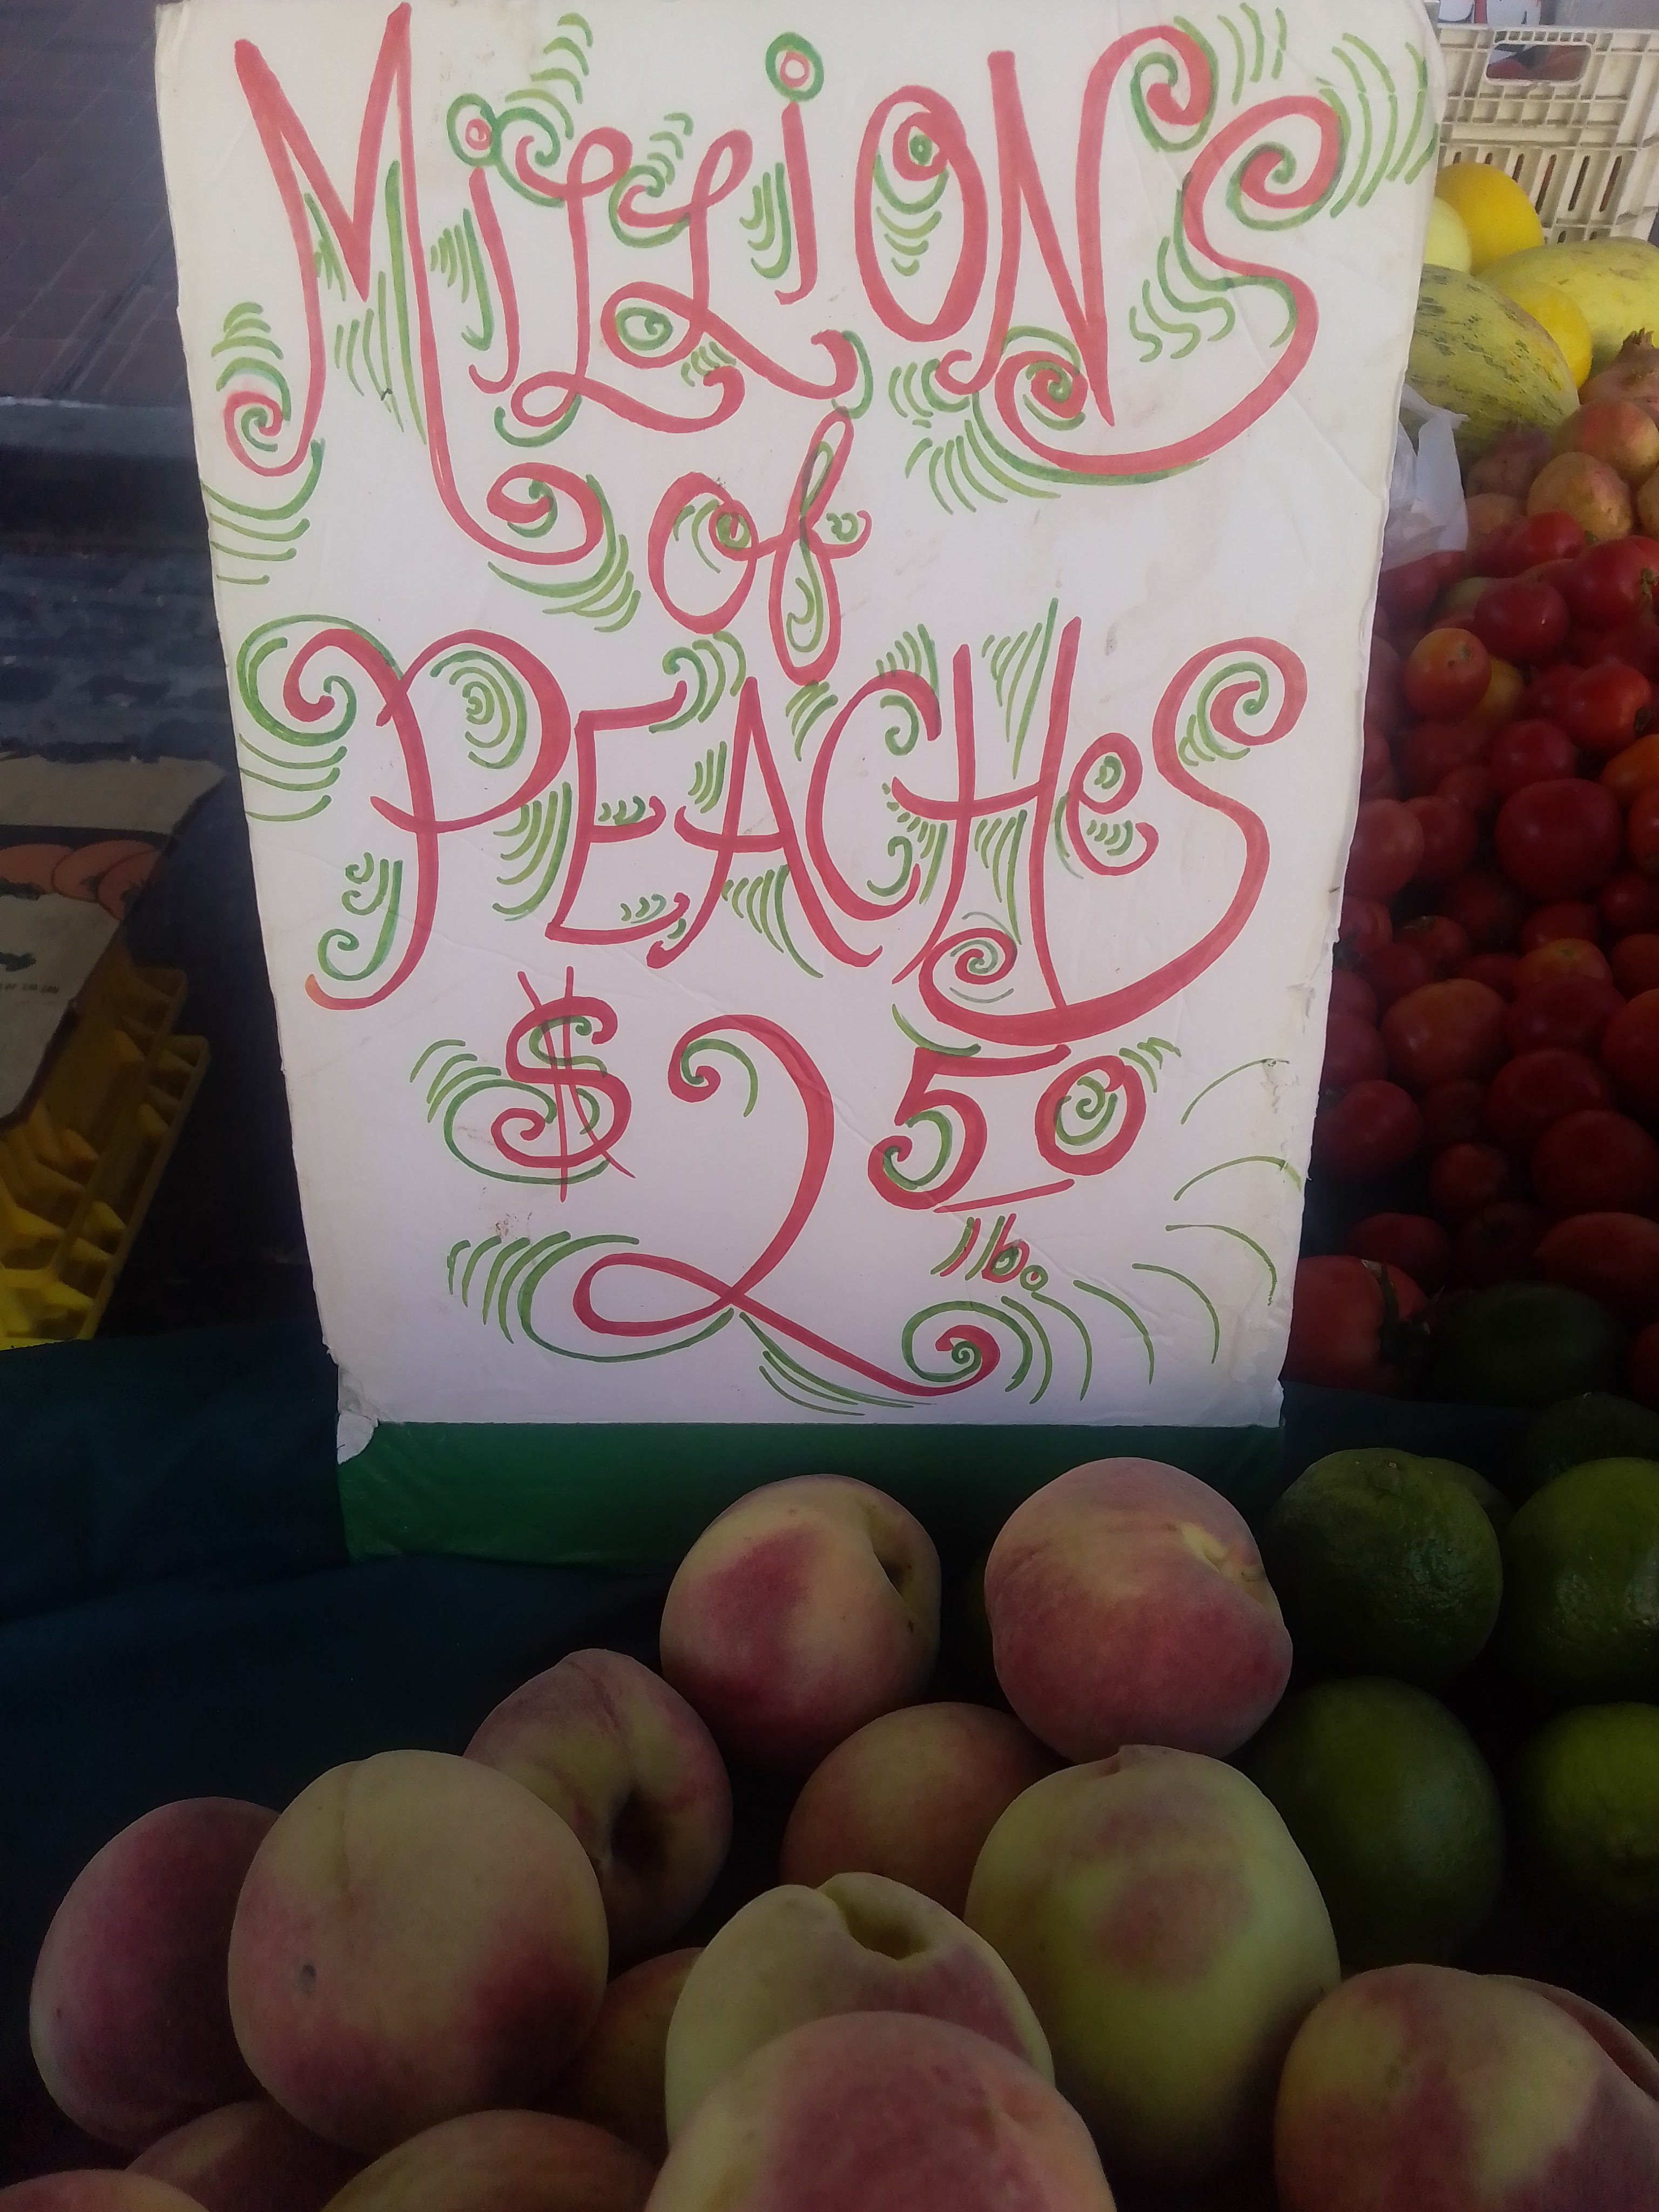 MiLLiONS
of
PEACHeS
$2 50
lb.